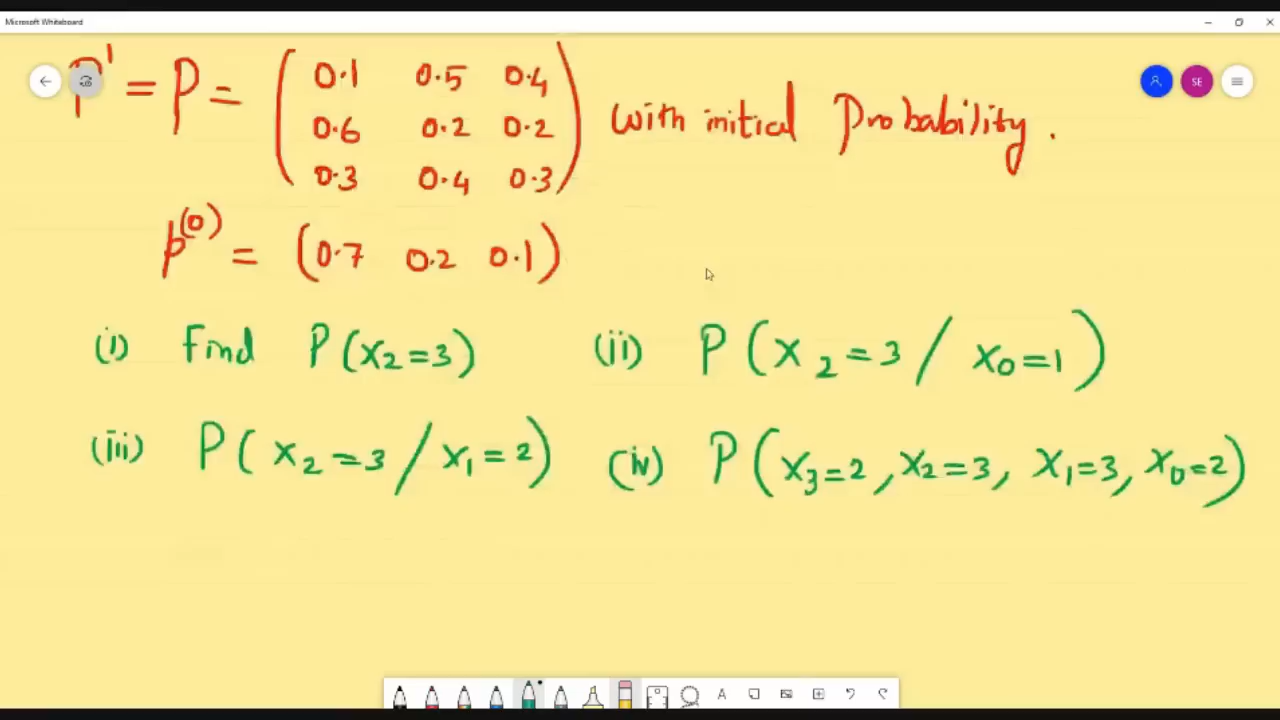 Microsoft Whiteboard
P¹ = P = ( 0.1 0.5 0.4
0.6 0.2 0.2
0.3 0.4 0.3 ) with initial Probability.
p⁽⁰⁾ = (0.7 0.2 0.1)
(i) Find P(X₂=3) (ii) P(X₂=3 / X₀=1)
(iii) P(X₂=3 / X₁=2) (iv) P(X₃=2, X₂=3, X₁=3, X₀=2)
SE
A